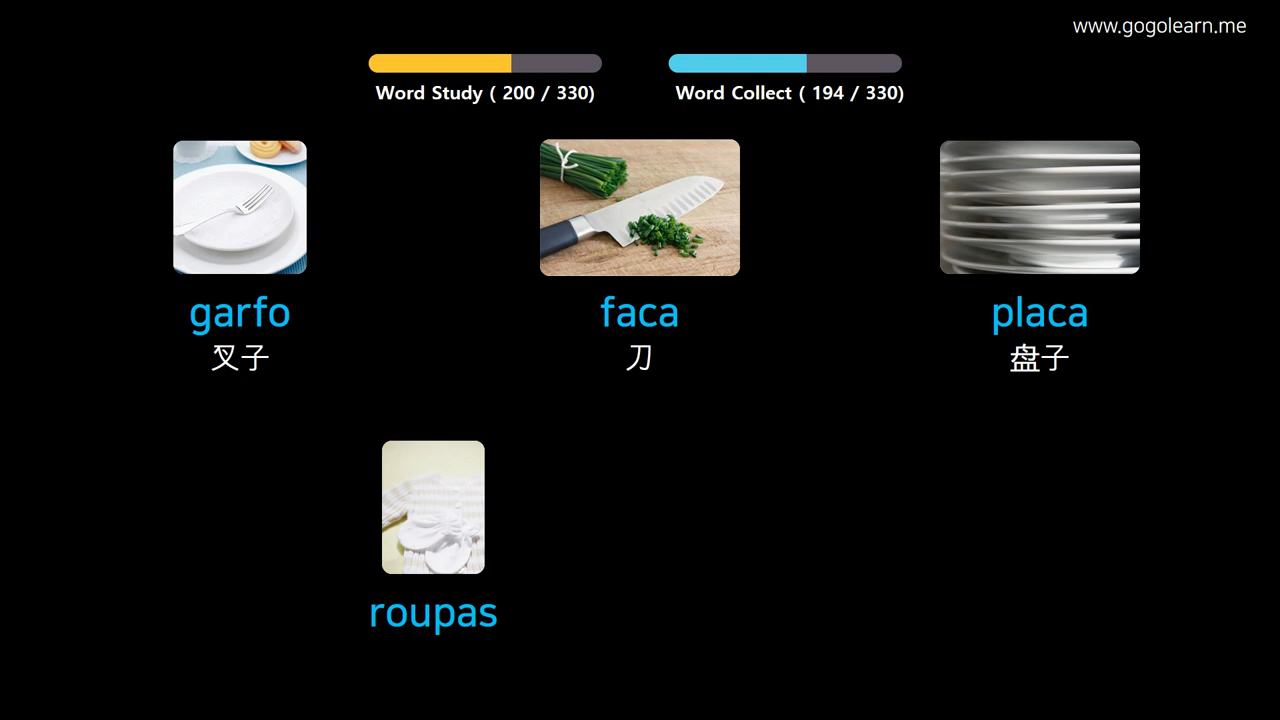 www.gogolearn.me
Word Study ( 200 / 330)
Word Collect ( 194 / 330)
garfo
faca
placa
叉子
刀
盘子
roupas